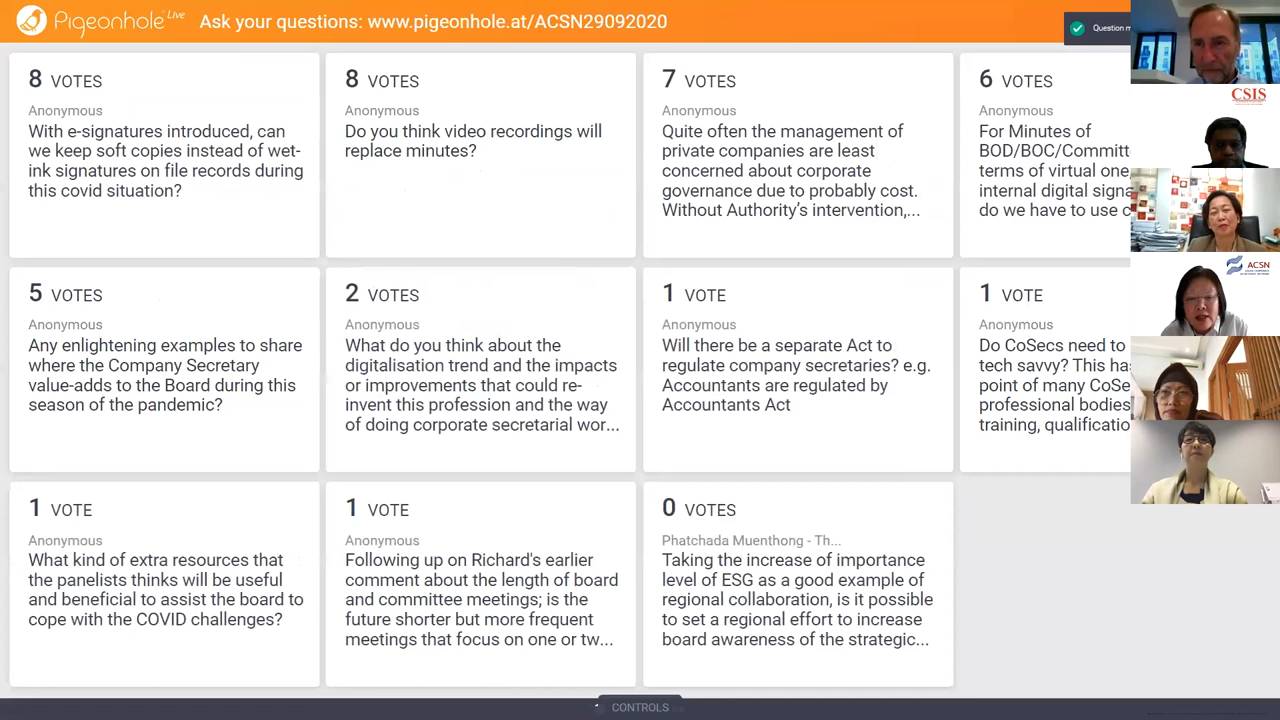 Pigeonhole Live
Ask your questions: www.pigeonhole.at/ACSN29092020
Question
8 VOTES
Anonymous
With e-signatures introduced, can
we keep soft copies instead of wet-
ink signatures on file records during
this covid situation?
8 VOTES
Anonymous
Do you think video recordings will
replace minutes?
7 VOTES
Anonymous
Quite often the management of
private companies are least
concerned about corporate
governance due to probably cost.
Without Authority's intervention,...
6 VOTES
Anonymous
For Minutes of
BOD/BOC/Committ
terms of virtual one
internal digital signa
do we have to use c
CSIS
ACSN
5 VOTES
Anonymous
Any enlightening examples to share
where the Company Secretary
value-adds to the Board during this
season of the pandemic?
2 VOTES
Anonymous
What do you think about the
digitalisation trend and the impacts
or improvements that could re-
invent this profession and the way
of doing corporate secretarial wor...
1 VOTE
Anonymous
Will there be a separate Act to
regulate company secretaries? e.g.
Accountants are regulated by
Accountants Act
1 VOTE
Anonymous
Do CoSecs need to
tech savvy? This ha
point of many CoSe
professional bodies
training, qualificatio
1 VOTE
Anonymous
What kind of extra resources that
the panelists thinks will be useful
and beneficial to assist the board to
cope with the COVID challenges?
1 VOTE
Anonymous
Following up on Richard's earlier
comment about the length of board
and committee meetings; is the
future shorter but more frequent
meetings that focus on one or tw...
0 VOTES
Phatchada Muenthong - Th...
Taking the increase of importance
level of ESG as a good example of
regional collaboration, is it possible
to set a regional effort to increase
board awareness of the strategic...
CONTROLS